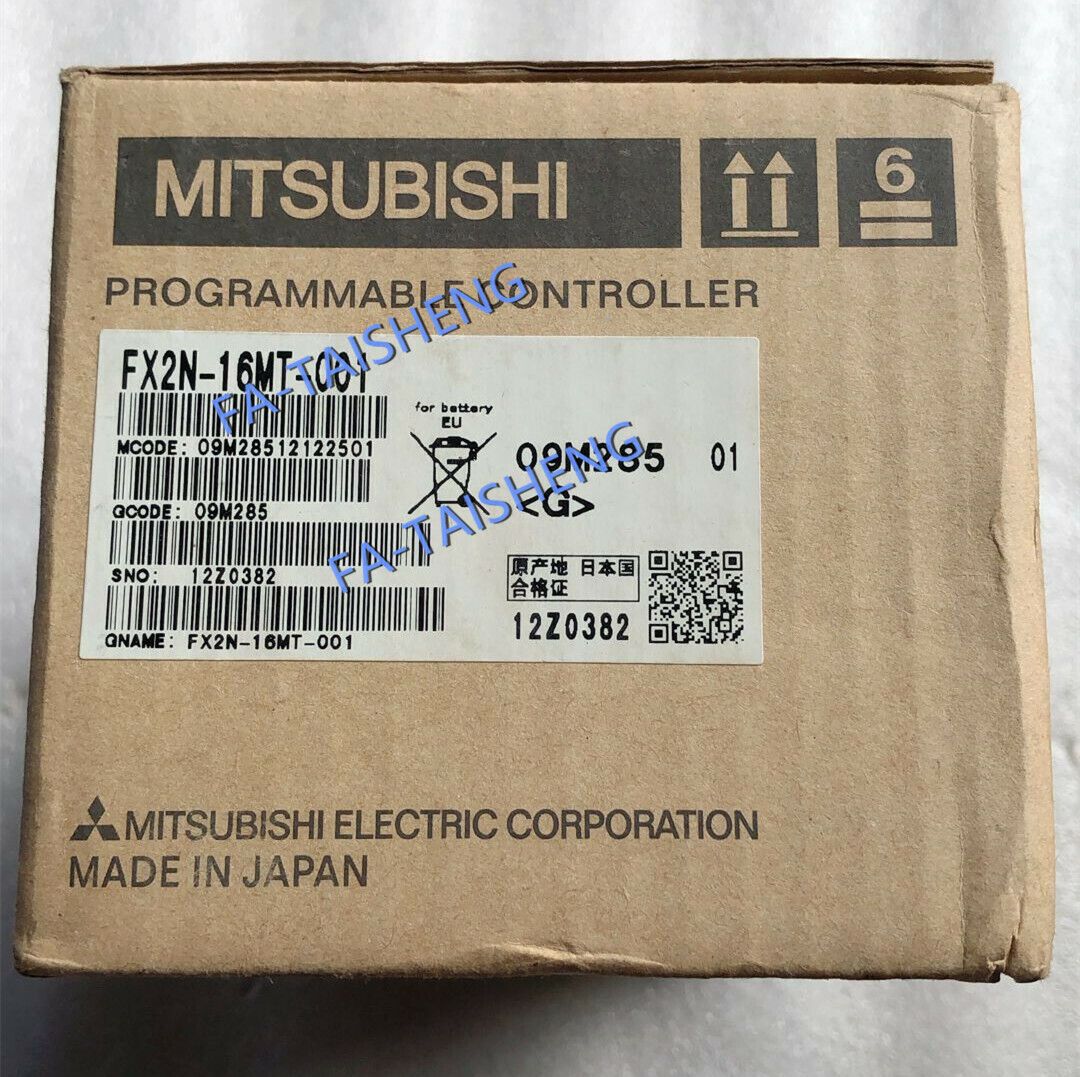 MITSUBISHI
6
PROGRAMMABLE CONTROLLER
FX2N-16MT-001
FA-TAISHENG
for battery
EU
MCODE: 09M28512122501
09M285 01
<G>
QCODE: 09M285
FA-TAISHENG
SNO: 12Z0382
原产地 日本国
合格证
12Z0382
QNAME: FX2N-16MT-001
MITSUBISHI ELECTRIC CORPORATION
MADE IN JAPAN